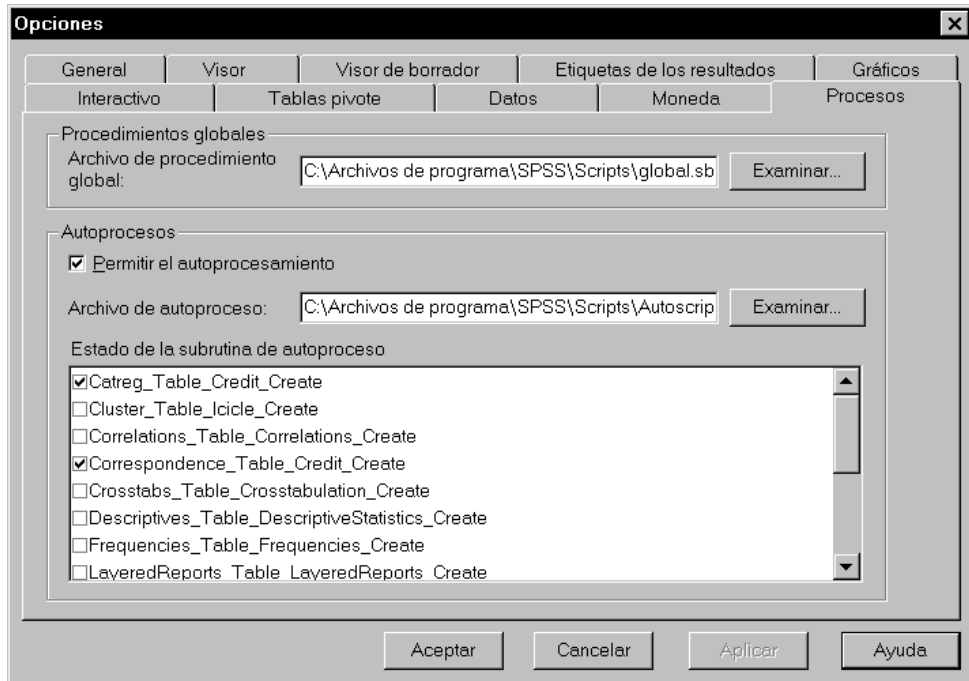 Opciones
General Visor Visor de borrador Etiquetas de los resultados Gráficos
Interactivo Tablas pivote Datos Moneda Procesos
Procedimientos globales
Archivo de procedimiento
global:
C:\Archivos de programa\SPSS\Scripts\global.sb
Examinar...
Autoprocesos
Permitir el autoprocesamiento
Archivo de autoproceso: C:\Archivos de programa\SPSS\Scripts\Autoscrip Examinar...
Estado de la subrutina de autoproceso
Catreg_Table_Credit_Create
Cluster_Table_Icicle_Create
Correlations_Table_Correlations_Create
Correspondence_Table_Credit_Create
Crosstabs_Table_Crosstabulation_Create
Descriptives_Table_DescriptiveStatistics_Create
Frequencies_Table_Frequencies_Create
LayeredReports_Table_LayeredReports_Create
Aceptar Cancelar Aplicar Ayuda